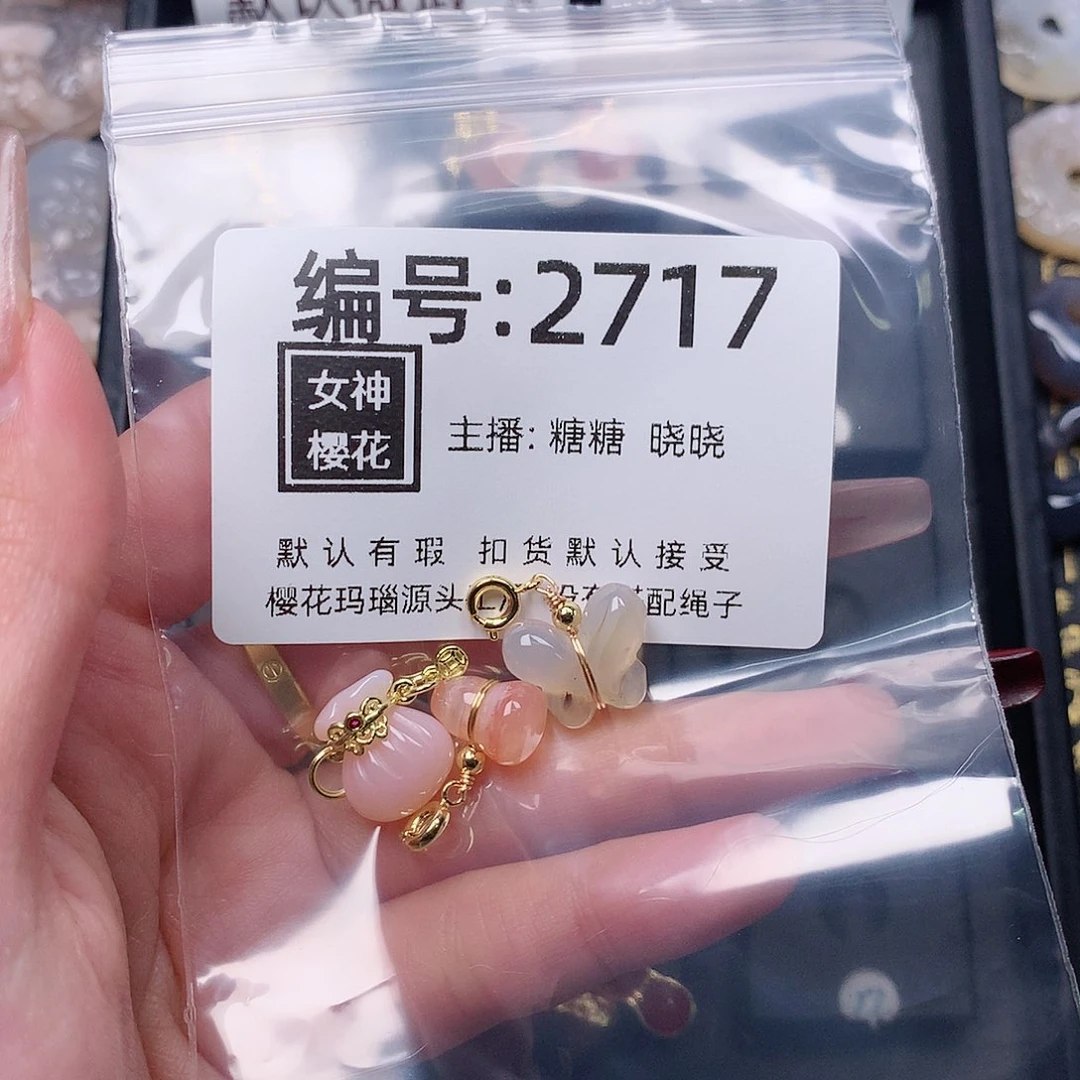 编号:2717
女神
樱花
主播: 糖糖 晓晓
默认有瑕 扣货默认接受
樱花玛瑙源头工 配绳子